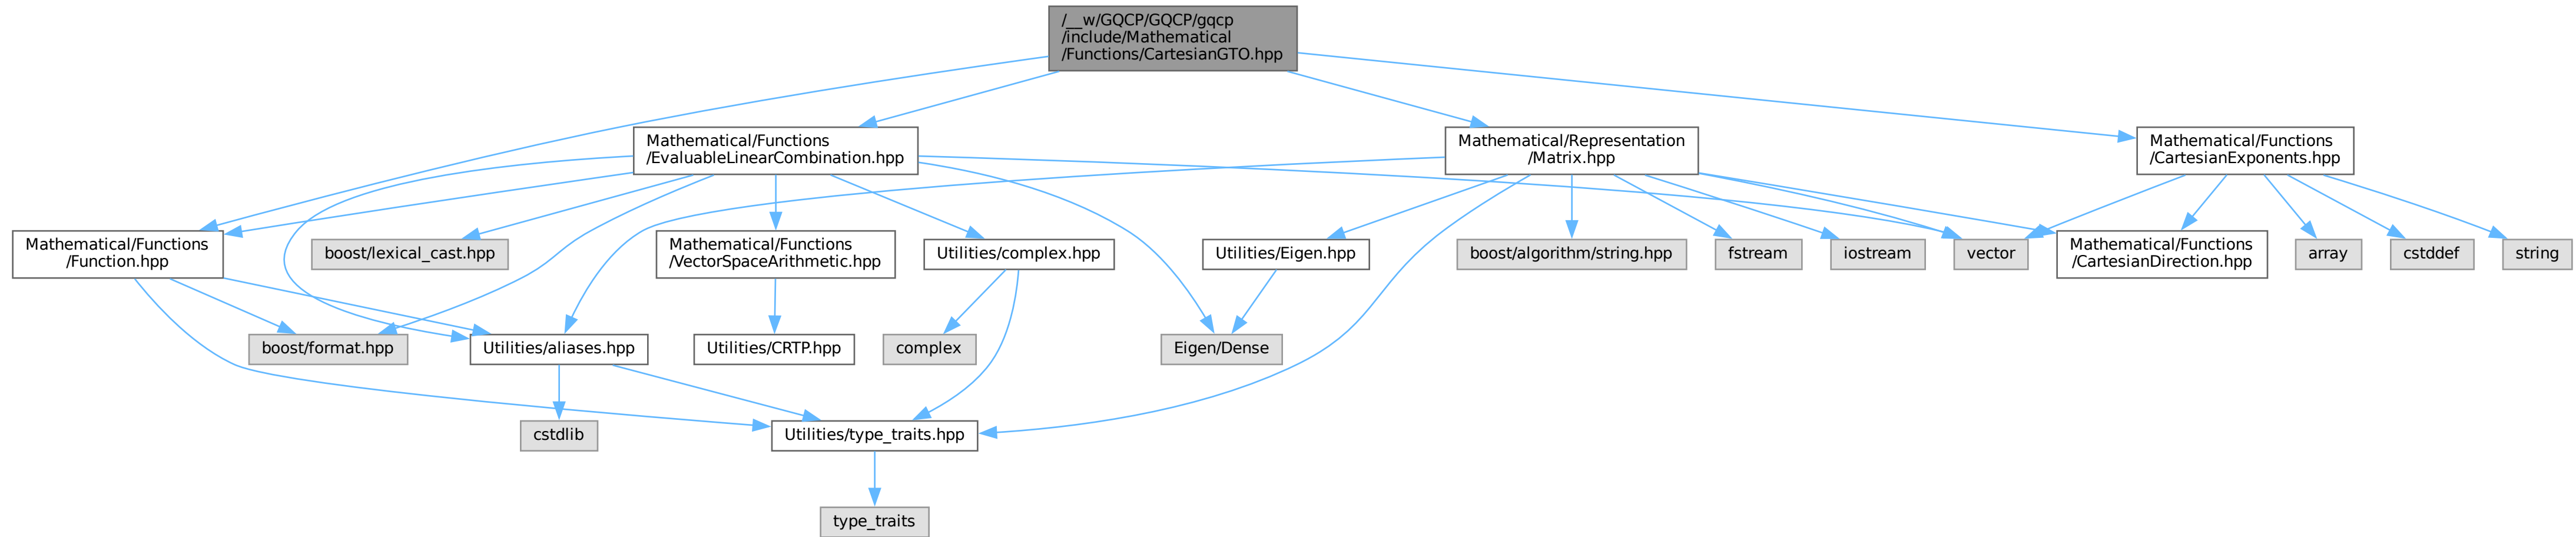 /__w/GQCP/GQCP/gqcp
/include/Mathematical
/Functions/CartesianGTO.hpp
Mathematical/Functions
/EvaluableLinearCombination.hpp
Mathematical/Representation
/Matrix.hpp
Mathematical/Functions
/CartesianExponents.hpp
Mathematical/Functions
/Function.hpp
boost/lexical_cast.hpp
Mathematical/Functions
/VectorSpaceArithmetic.hpp
Utilities/complex.hpp
Utilities/Eigen.hpp
boost/algorithm/string.hpp
fstream
iostream
vector
Mathematical/Functions
/CartesianDirection.hpp
array
cstddef
string
boost/format.hpp
Utilities/aliases.hpp
Utilities/CRTP.hpp
complex
Eigen/Dense
cstdlib
Utilities/type_traits.hpp
type_traits